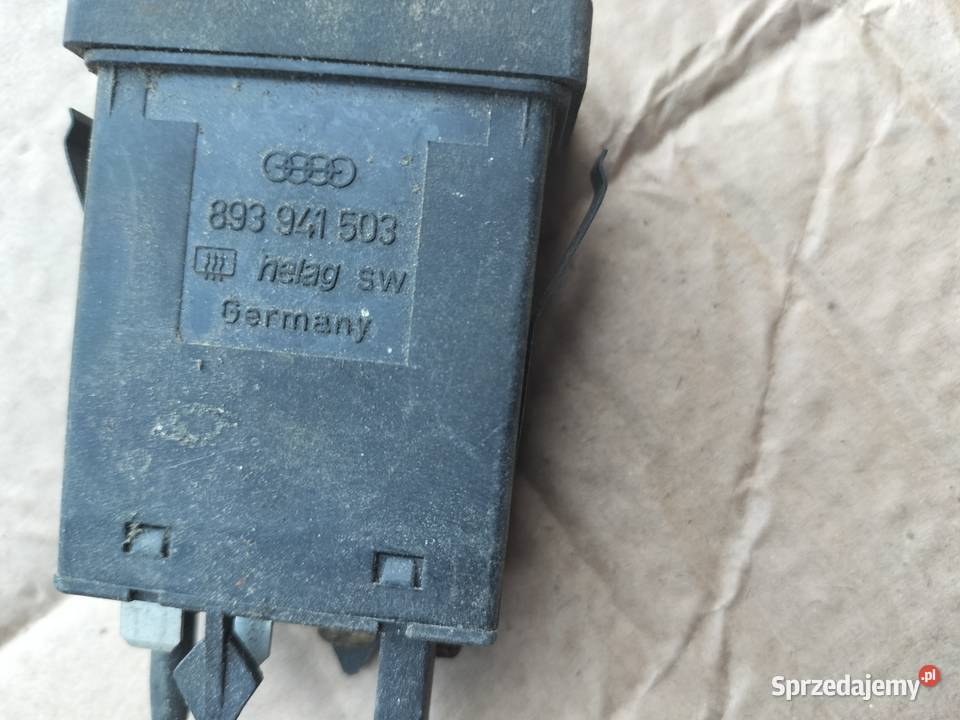 893 941 503
helag sw
Germany
Sprzedajemy.pl